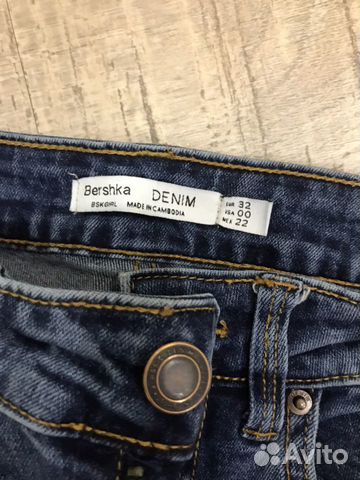 Bershka DENIM
BSKGIRL MADE IN CAMBODIA
EUR 32
USA 00
MEX 22
Avito